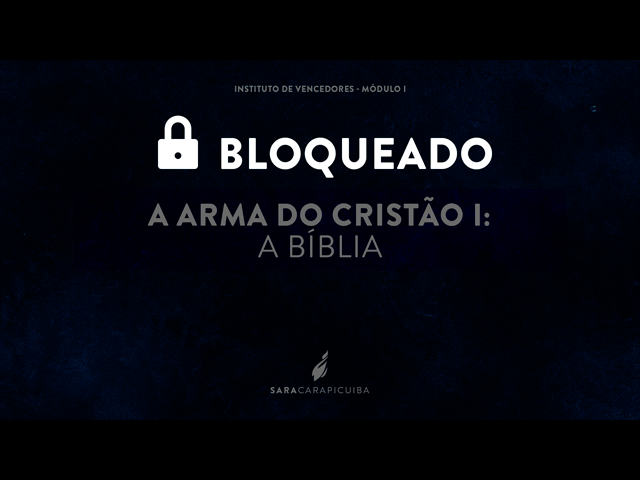 INSTITUTO DE VENCEDORES - MÓDULO I
BLOQUEADO
A ARMA DO CRISTÃO I:
A BÍBLIA
SARACARAPICUIBA